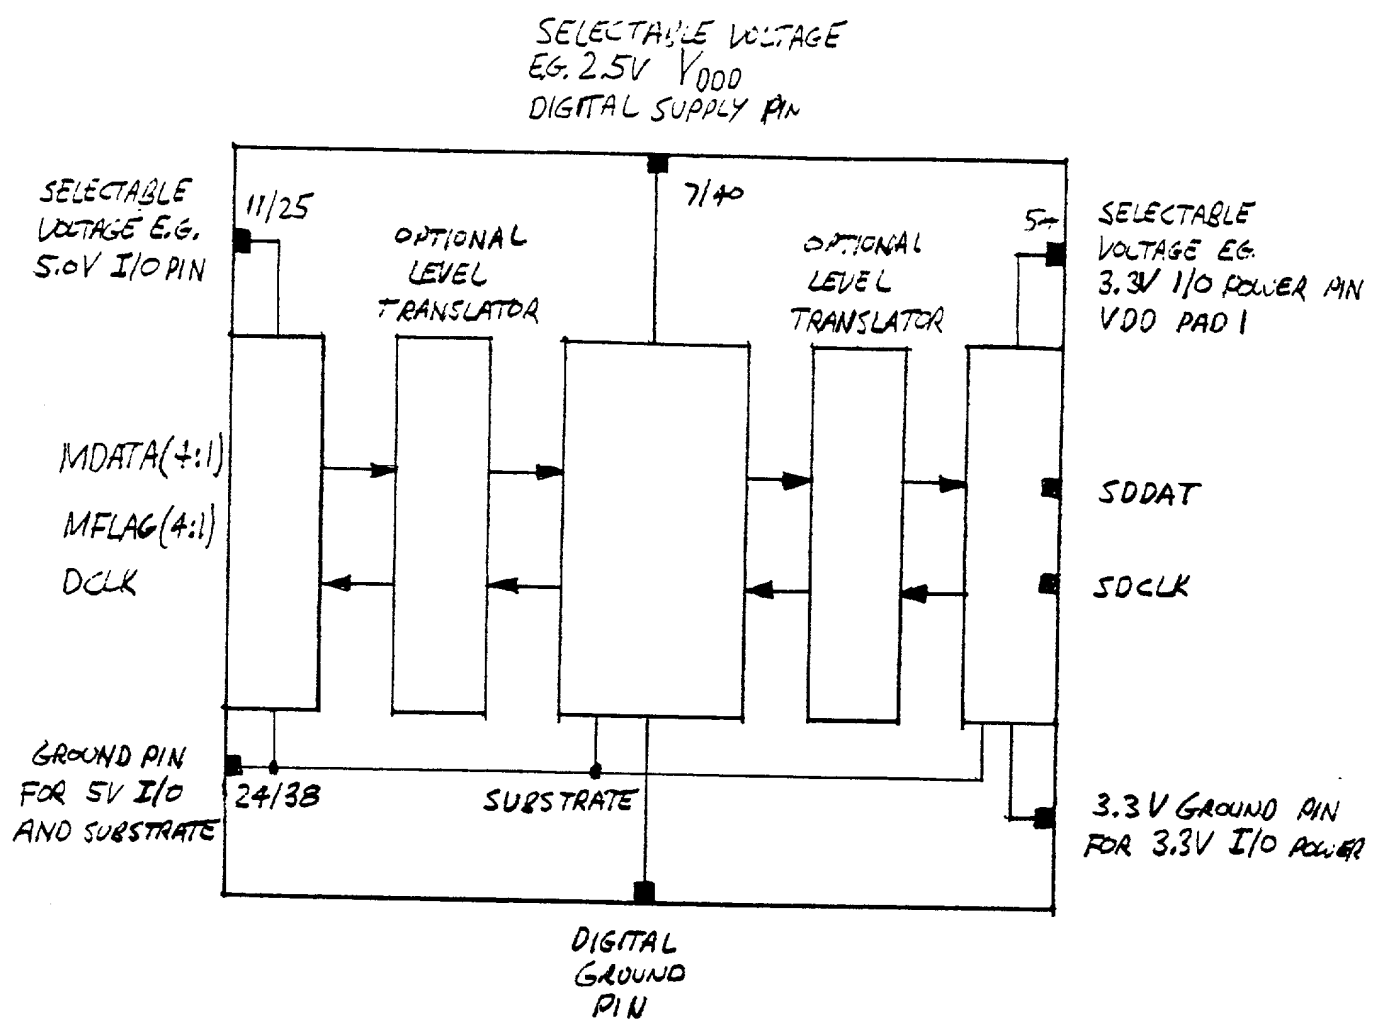 SELECTABLE VOLTAGE
E.G. 2.5V VDDD
DIGITAL SUPPLY PIN
SELECTABLE
VOLTAGE E.G.
5.0V I/O PIN
11/25
7/40
OPTIONAL
LEVEL
TRANSLATOR
OPTIONAL
LEVEL
TRANSLATOR
SELECTABLE
VOLTAGE EG.
3.3V I/O POWER PIN
VDD PAD 1
MDATA(4:1)
MFLAG(4:1)
DCLK
SDDAT
SDCLK
GROUND PIN
FOR 5V I/O
AND SUBSTRATE
24/38
SUBSTRATE
3.3V GROUND PIN
FOR 3.3V I/O POWER
DIGITAL
GROUND
PIN